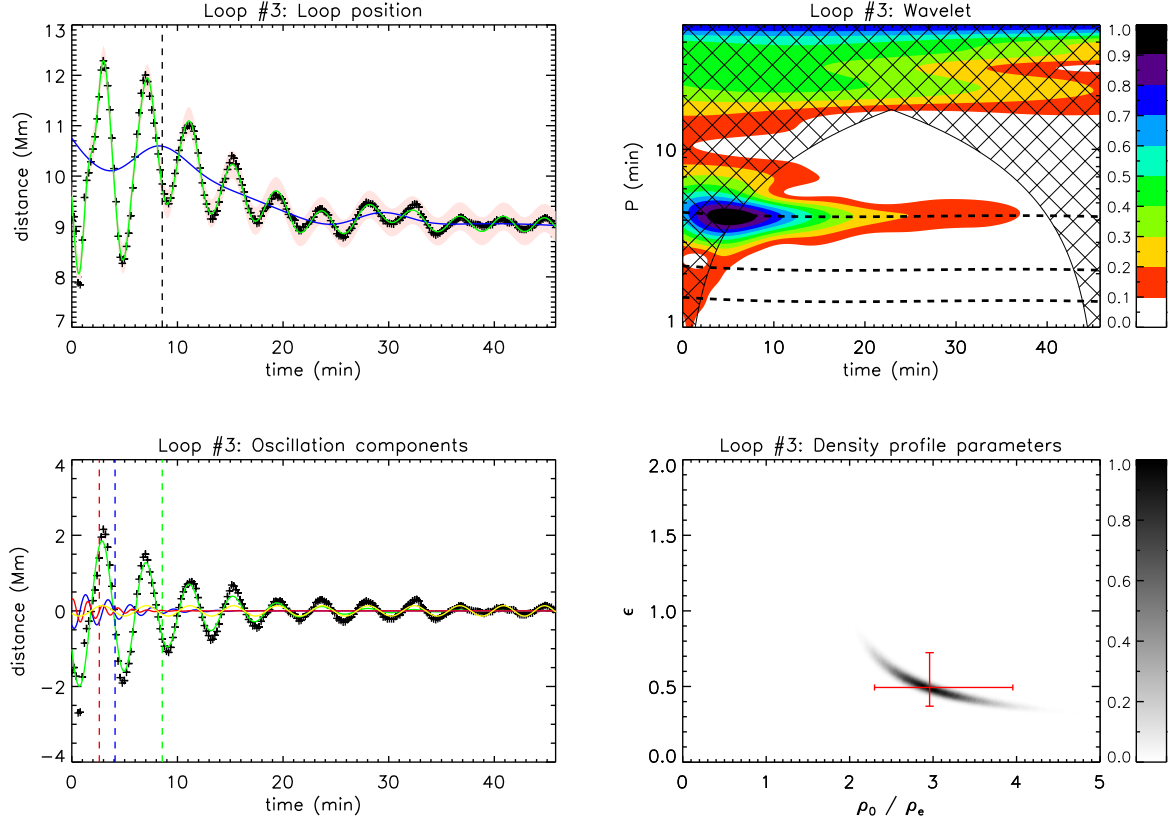 Loop #3: Loop position
13
12
11
10
9
8
7
distance (Mm)
0 10 20 30 40
time (min)
Loop #3: Wavelet
10
1
P (min)
0 10 20 30 40
time (min)
1.0
0.9
0.8
0.7
0.6
0.5
0.4
0.3
0.2
0.1
0.0
Loop #3: Oscillation components
4
2
0
−2
−4
distance (Mm)
0 10 20 30 40
time (min)
Loop #3: Density profile parameters
2.0
1.5
1.0
0.5
0.0
ϵ
0 1 2 3 4 5
ρ₀ / ρₑ
1.0
0.8
0.6
0.4
0.2
0.0